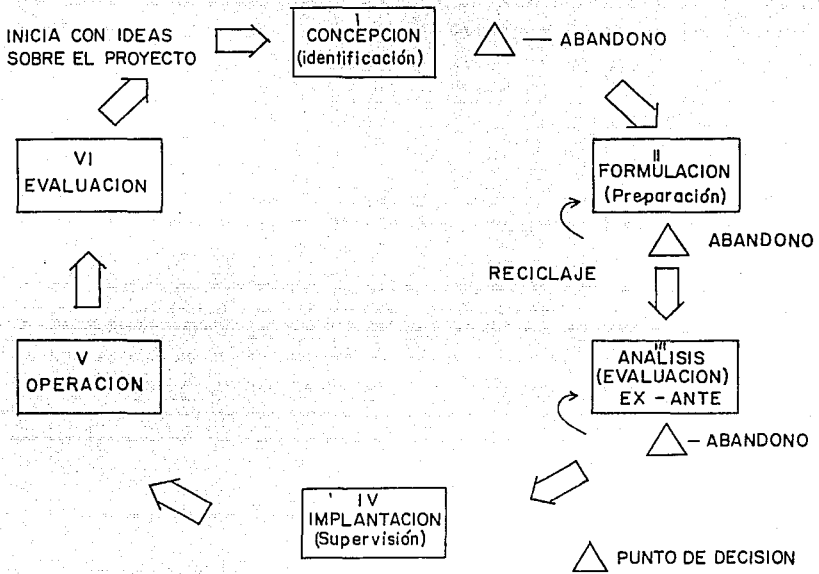 INICIA CON IDEAS
SOBRE EL PROYECTO
I
CONCEPCION
(identificación)
— ABANDONO
II
FORMULACION
(Preparación)
ABANDONO
RECICLAJE
III
ANALISIS
(EVALUACION)
EX - ANTE
— ABANDONO
IV
IMPLANTACION
(Supervisión)
V
OPERACION
VI
EVALUACION
PUNTO DE DECISION